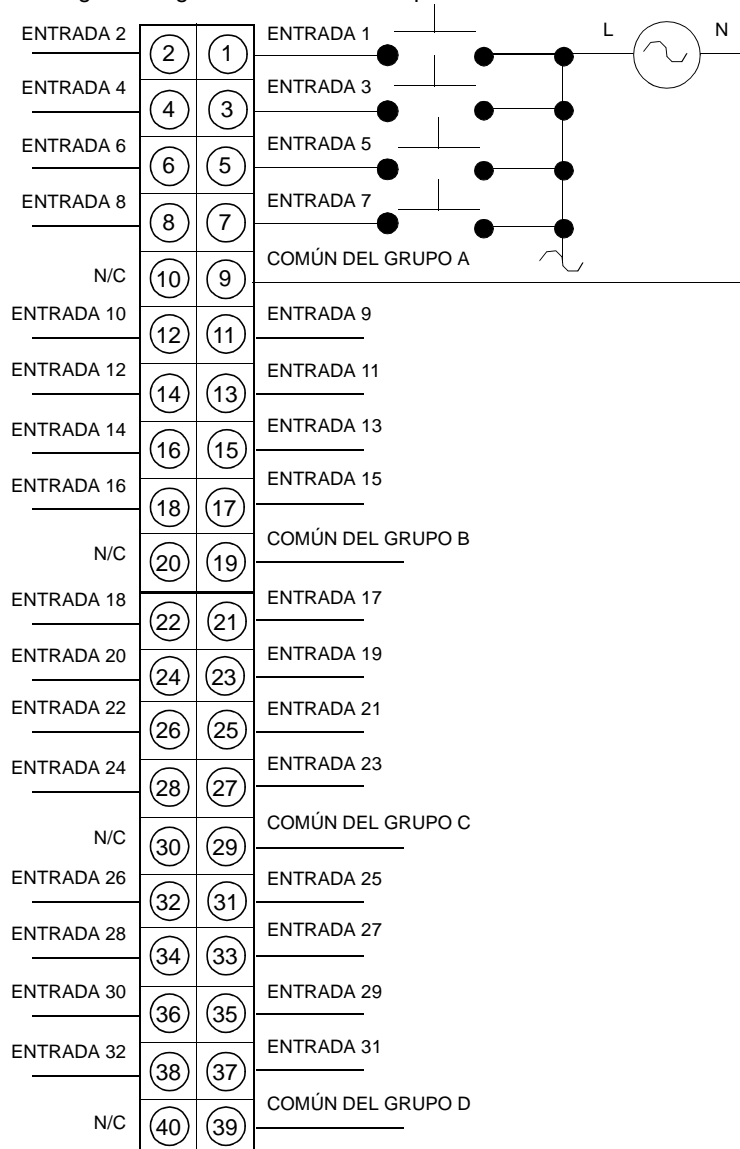 ENTRADA 2 2 1 ENTRADA 1 L N
ENTRADA 4 4 3 ENTRADA 3
ENTRADA 6 6 5 ENTRADA 5
ENTRADA 8 8 7 ENTRADA 7
N/C 10 9 COMÚN DEL GRUPO A
ENTRADA 10 12 11 ENTRADA 9
ENTRADA 12 14 13 ENTRADA 11
ENTRADA 14 16 15 ENTRADA 13
ENTRADA 16 18 17 ENTRADA 15
N/C 20 19 COMÚN DEL GRUPO B
ENTRADA 18 22 21 ENTRADA 17
ENTRADA 20 24 23 ENTRADA 19
ENTRADA 22 26 25 ENTRADA 21
ENTRADA 24 28 27 ENTRADA 23
N/C 30 29 COMÚN DEL GRUPO C
ENTRADA 26 32 31 ENTRADA 25
ENTRADA 28 34 33 ENTRADA 27
ENTRADA 30 36 35 ENTRADA 29
ENTRADA 32 38 37 ENTRADA 31
N/C 40 39 COMÚN DEL GRUPO D